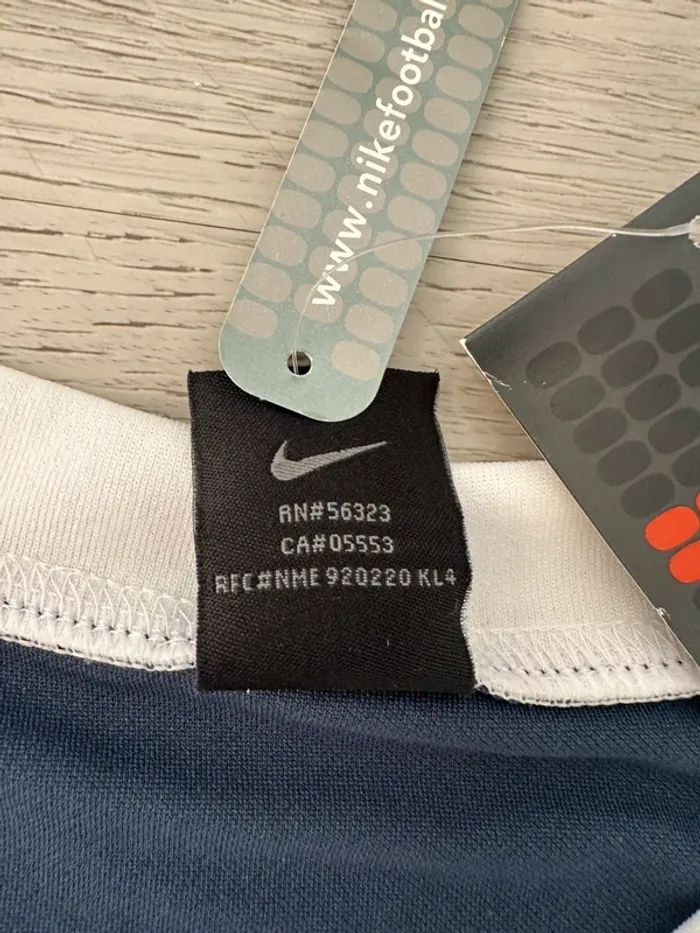 www.nikefootbal
RN#56323
CA#05553
RFC#NME 920220 KL4